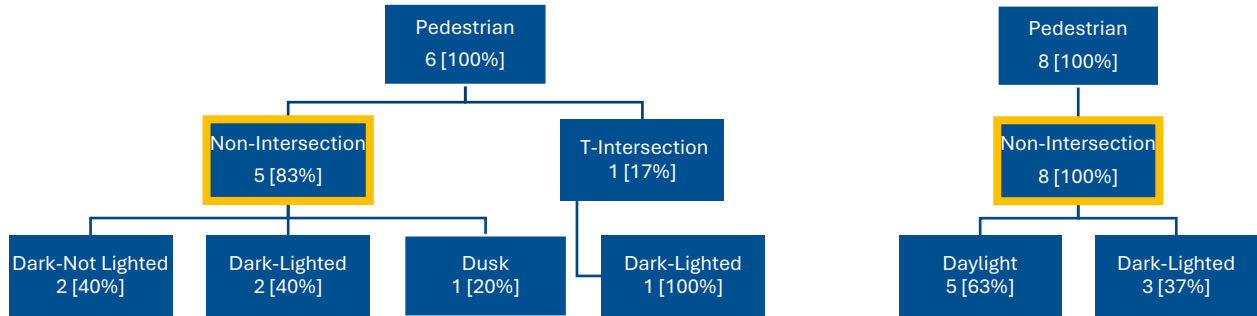 Pedestrian
6 [100%]
Non-Intersection
5 [83%]
T-Intersection
1 [17%]
Dark-Not Lighted
2 [40%]
Dark-Lighted
2 [40%]
Dusk
1 [20%]
Dark-Lighted
1 [100%]
Pedestrian
8 [100%]
Non-Intersection
8 [100%]
Daylight
5 [63%]
Dark-Lighted
3 [37%]